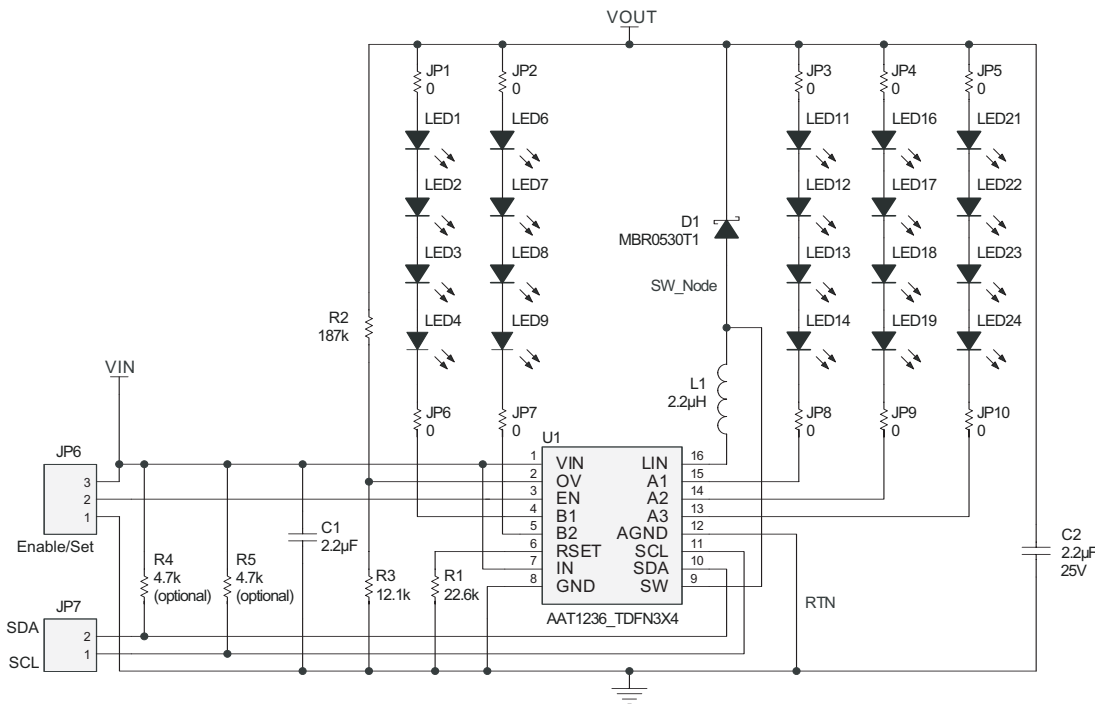 VOUT
JP1
0
JP2
0
JP3
0
JP4
0
JP5
0
LED1
LED6
LED11
LED16
LED21
LED2
LED7
LED12
LED17
LED22
D1
MBR0530T1
LED3
LED8
LED13
LED18
LED23
SW_Node
R2
187k
LED4
LED9
LED14
LED19
LED24
VIN
L1
2.2µH
JP6
0
JP7
0
JP8
0
JP9
0
JP10
0
U1
JP6
3
2
1
Enable/Set
1 VIN LIN 16
2 OV A1 15
3 EN A2 14
4 B1 A3 13
5 B2 AGND 12
6 RSET SCL 11
7 IN SDA 10
8 GND SW 9
AAT1236_TDFN3X4
C1
2.2µF
C2
2.2µF
25V
R4
4.7k
(optional)
R5
4.7k
(optional)
R3
12.1k
R1
22.6k
RTN
JP7
SDA 2
SCL 1